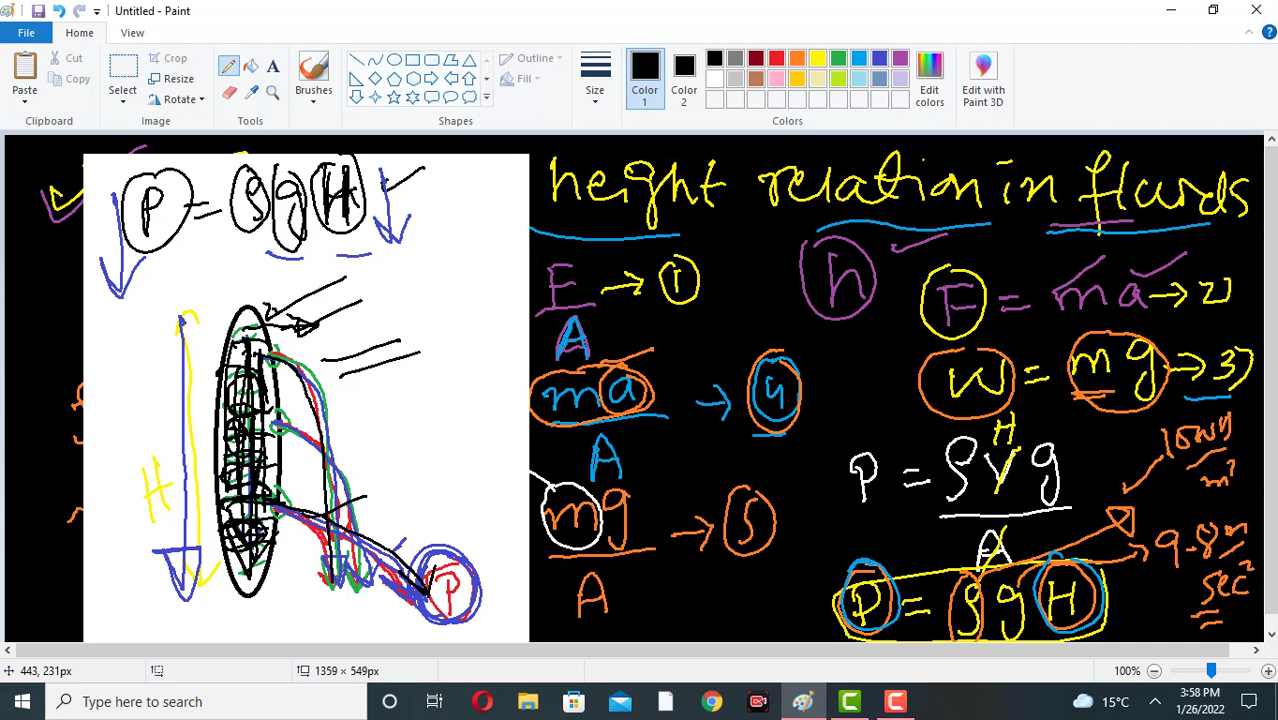 Untitled - Paint
File
Home
View
Paste
Cut
Copy
Clipboard
Select
Crop
Resize
Rotate
Image
Tools
Brushes
Shapes
Outline
Fill
Size
Color 1
Color 2
Colors
Edit colors
Edit with Paint 3D
P = ρgH
H
P
height relation in fluids
F → 1
A
h
F = ma → 2)
ma → 4
A
W = mg → 3)
P = ρVg
H
A
mg → 5
A
9.8m
sec²
P = ρgH
443, 231px
1359 × 549px
100%
Type here to search
15°C
3:58 PM
1/26/2022